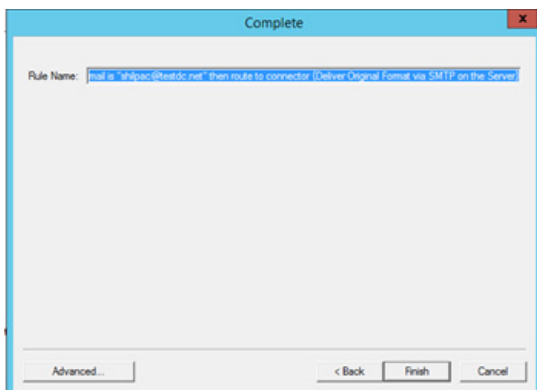 Complete
x
Rule Name: mail is "shilpac@testdc.net" then route to connector (Deliver Original Format via SMTP on the Server)
Advanced... < Back Finish Cancel